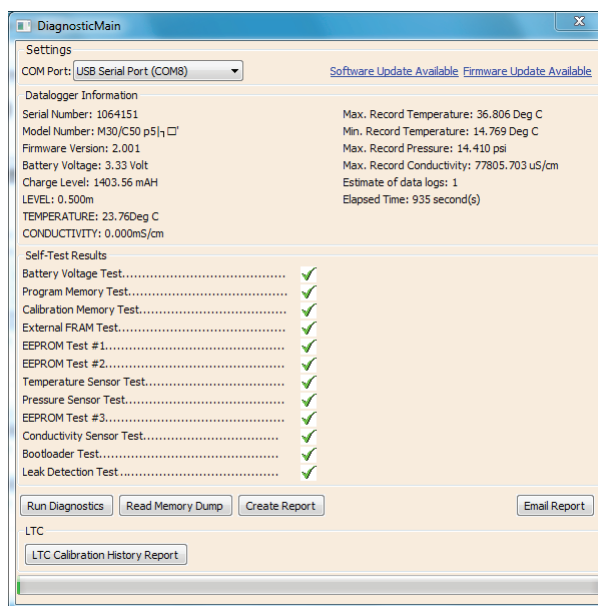 DiagnosticMain
Settings
COM Port: USB Serial Port (COM8) Software Update Available Firmware Update Available
Datalogger Information
Serial Number: 1064151
Model Number: M30/C50 p5|┐□'
Firmware Version: 2.001
Battery Voltage: 3.33 Volt
Charge Level: 1403.56 mAH
LEVEL: 0.500m
TEMPERATURE: 23.76Deg C
CONDUCTIVITY: 0.000mS/cm
Max. Record Temperature: 36.806 Deg C
Min. Record Temperature: 14.769 Deg C
Max. Record Pressure: 14.410 psi
Max. Record Conductivity: 77805.703 uS/cm
Estimate of data logs: 1
Elapsed Time: 935 second(s)
Self-Test Results
Battery Voltage Test.........................................
Program Memory Test........................................
Calibration Memory Test....................................
External FRAM Test...........................................
EEPROM Test #1..............................................
EEPROM Test #2..............................................
Temperature Sensor Test...................................
Pressure Sensor Test.........................................
EEPROM Test #3..............................................
Conductivity Sensor Test..................................
Bootloader Test.............................................
Leak Detection Test........................................
Run Diagnostics Read Memory Dump Create Report Email Report
LTC
LTC Calibration History Report